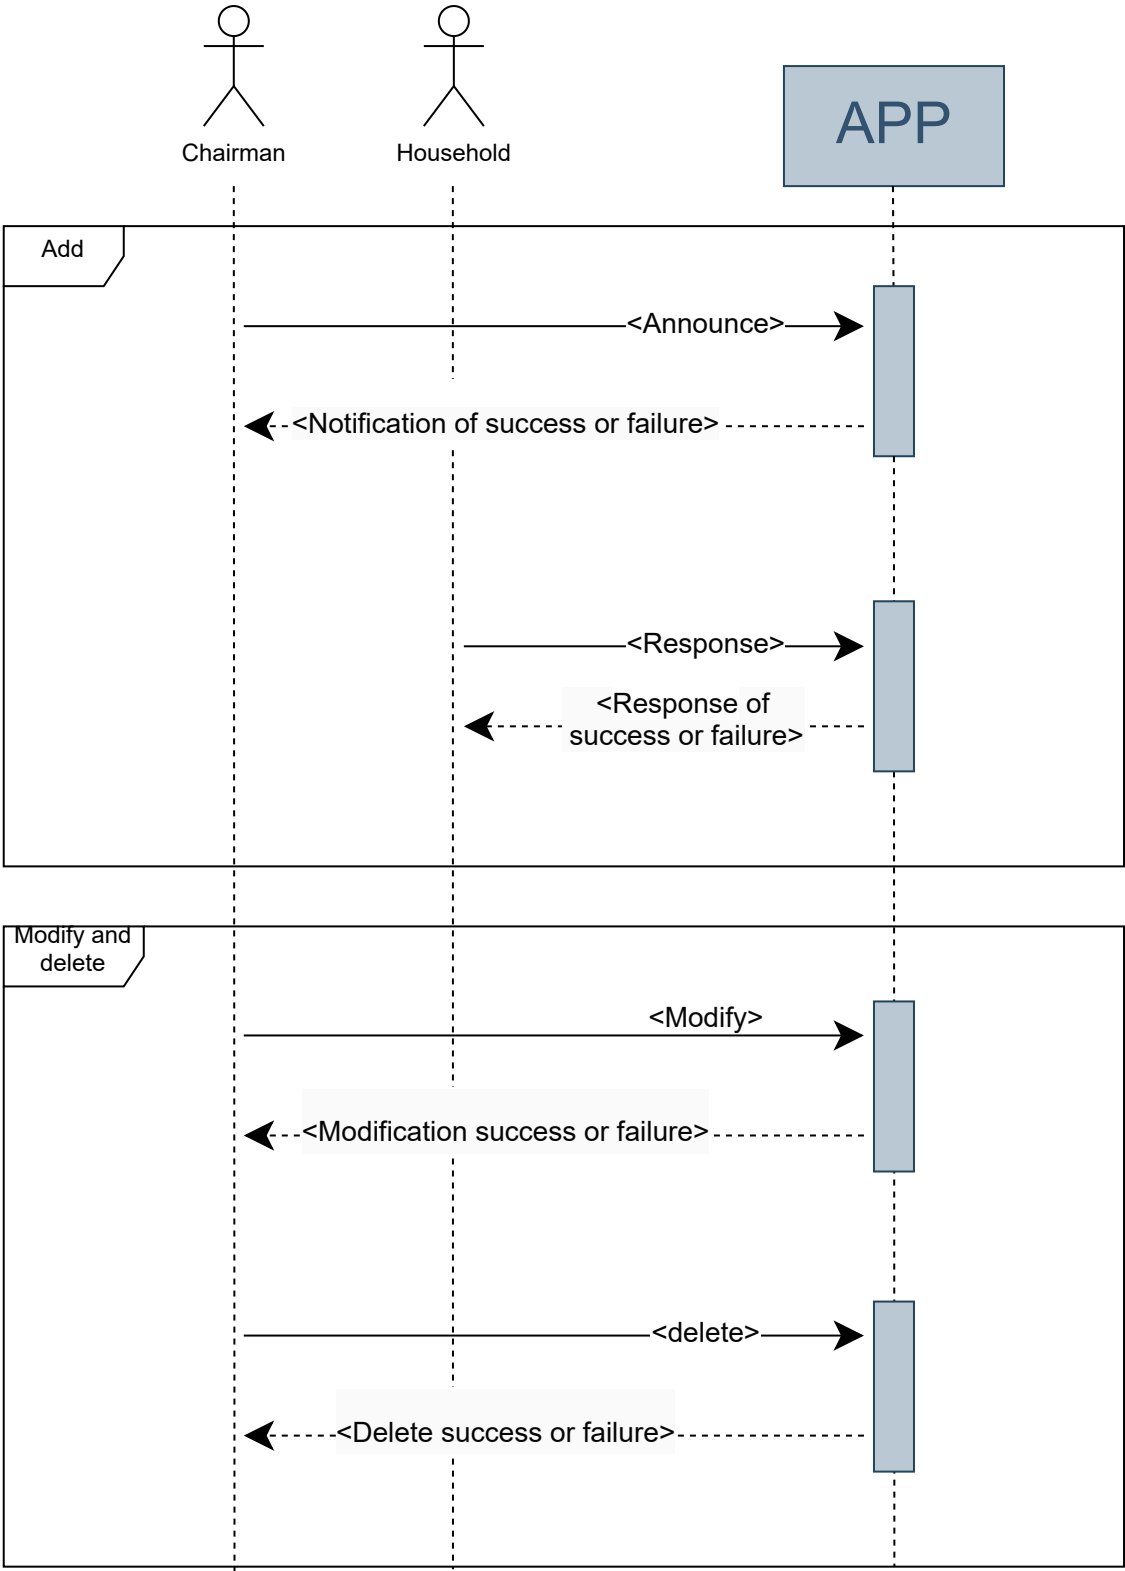 Chairman
Household
APP
Add
<Announce>
<Notification of success or failure>
<Response>
<Response of
success or failure>
Modify and
delete
<Modify>
<Modification success or failure>
<delete>
<Delete success or failure>